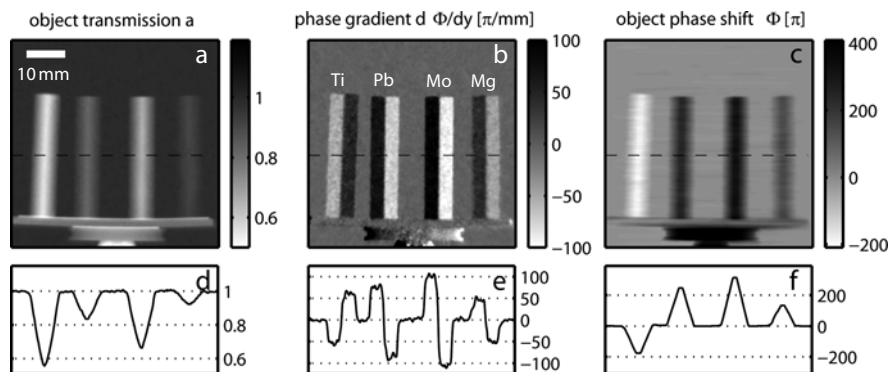 object transmission a
phase gradient d Φ/dy [π/mm]
object phase shift Φ [π]
a
10 mm
1
0.8
0.6
b
Ti Pb Mo Mg
100
50
0
−50
−100
c
400
200
0
−200
d
1
0.8
0.6
e
100
50
0
−50
−100
f
200
0
−200